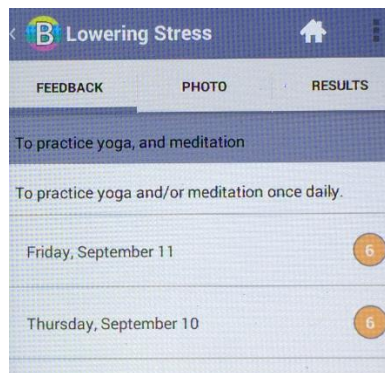 B Lowering Stress
FEEDBACK PHOTO RESULTS
To practice yoga, and meditation
To practice yoga and/or meditation once daily.
Friday, September 11 6
Thursday, September 10 6